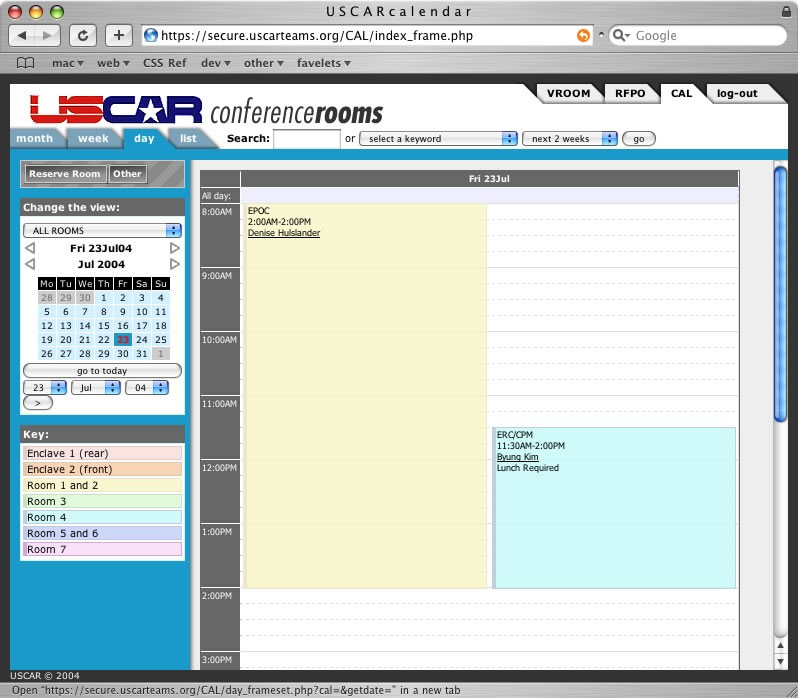 USCARcalendar
https://secure.uscarteams.org/CAL/index_frame.php
Google
mac web CSS Ref dev other favelets
VROOM RFPO CAL log-out
USCAR conferencerooms
month week day list
Search: or select a keyword next 2 weeks go
Reserve Room Other
Change the view:
ALL ROOMS
Fri 23Jul04
Jul 2004
Mo Tu We Th Fr Sa Su
28 29 30 1 2 3 4
5 6 7 8 9 10 11
12 13 14 15 16 17 18
19 20 21 22 23 24 25
26 27 28 29 30 31 1
go to today
23 Jul 04
>
Key:
Enclave 1 (rear)
Enclave 2 (front)
Room 1 and 2
Room 3
Room 4
Room 5 and 6
Room 7
Fri 23Jul
All day:
8:00AM
EPOC
2:00AM-2:00PM
Denise Hulslander
9:00AM
10:00AM
11:00AM
ERC/CPM
11:30AM-2:00PM
Byung Kim
Lunch Required
12:00PM
1:00PM
2:00PM
3:00PM
USCAR © 2004
Open "https://secure.uscarteams.org/CAL/day_frameset.php?cal=&getdate=" in a new tab